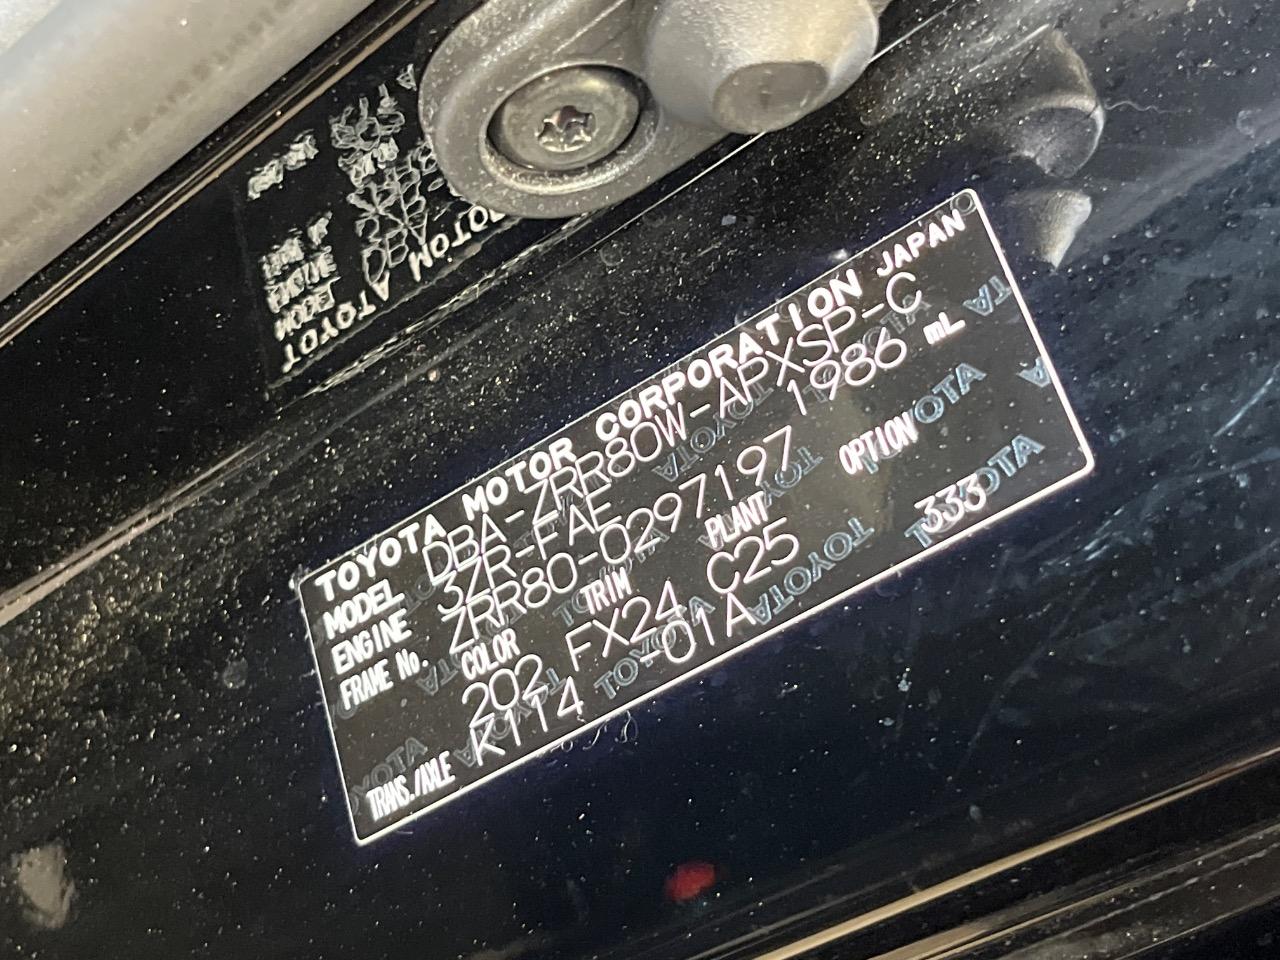 TOYOTA MOTOR CORPORATION JAPAN
MODEL DBA-ZRR80W-APXSP-C
ENGINE 3ZR-FAE 1986 mL
FRAME No. ZRR80-0297197
COLOR TRIM PLANT OPTION
202 FX24 C25 333
TRANS./AXLE K114 -01A